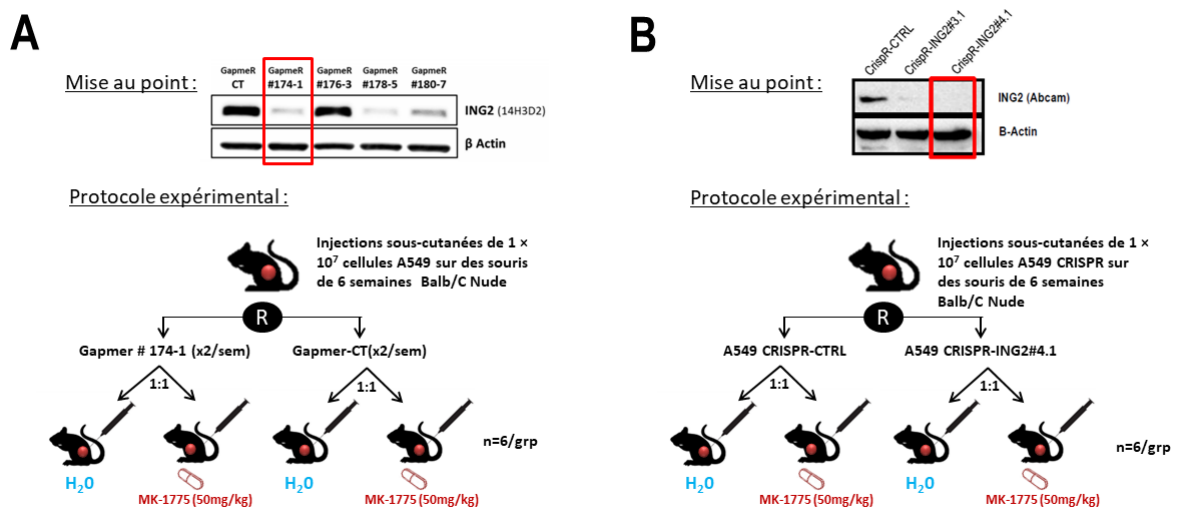 A
Mise au point :
GapmeR CT
GapmeR #174-1
GapmeR #176-3
GapmeR #178-5
GapmeR #180-7
ING2 (14H3D2)
β Actin
Protocole expérimental :
Injections sous-cutanées de 1 ×
10⁷ cellules A549 sur des souris
de 6 semaines Balb/C Nude
R
Gapmer # 174-1 (x2/sem)
Gapmer-CT(x2/sem)
1:1
1:1
n=6/grp
H₂0
MK-1775 (50mg/kg)
H₂0
MK-1775 (50mg/kg)
B
Mise au point :
CrispR-CTRL
CrispR-ING2#3.1
CrispR-ING2#4.1
ING2 (Abcam)
B-Actin
Protocole expérimental :
Injections sous-cutanées de 1 ×
10⁷ cellules A549 CRISPR sur
des souris de 6 semaines
Balb/C Nude
R
A549 CRISPR-CTRL
A549 CRISPR-ING2#4.1
1:1
1:1
n=6/grp
H₂0
MK-1775 (50mg/kg)
H₂0
MK-1775 (50mg/kg)